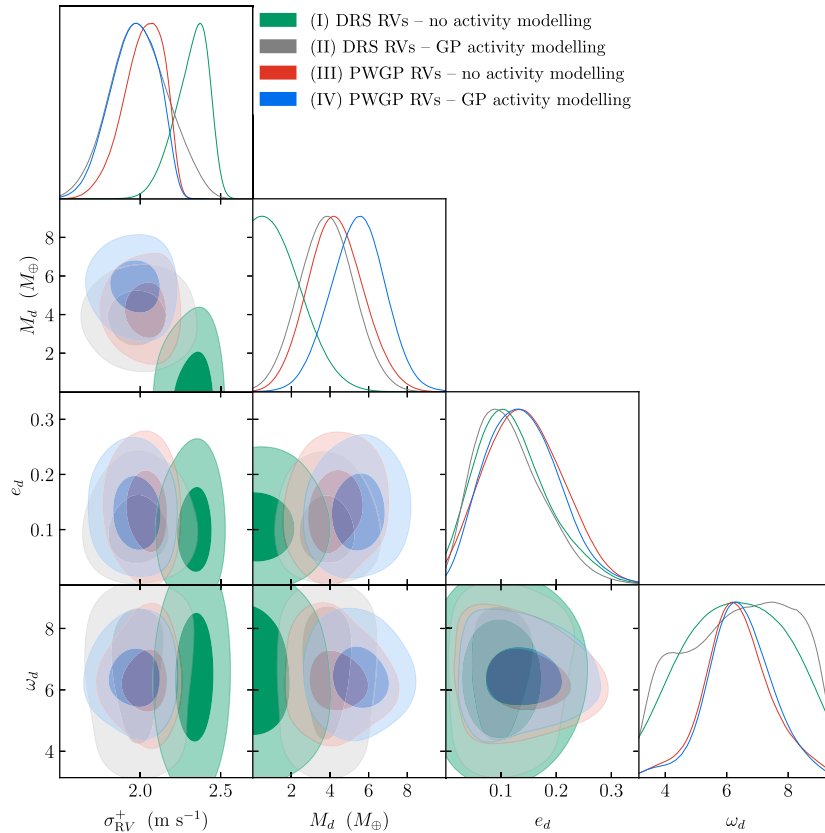 (I) DRS RVs – no activity modelling
(II) DRS RVs – GP activity modelling
(III) PWGP RVs – no activity modelling
(IV) PWGP RVs – GP activity modelling
8
6
4
2
M_d (M_⊕)
0.3
0.2
0.1
e_d
8
6
4
ω_d
2.0 2.5 2 4 6 8 0.1 0.2 0.3 4 6 8
σ⁺_RV (m s⁻¹) M_d (M_⊕) e_d ω_d